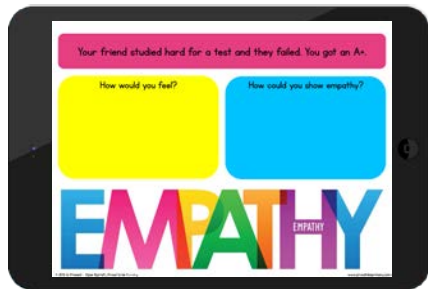 Your friend studied hard for a test and they failed. You got an A+.
How would you feel?
How could you show empathy?
EMPATHY
EMPATHY